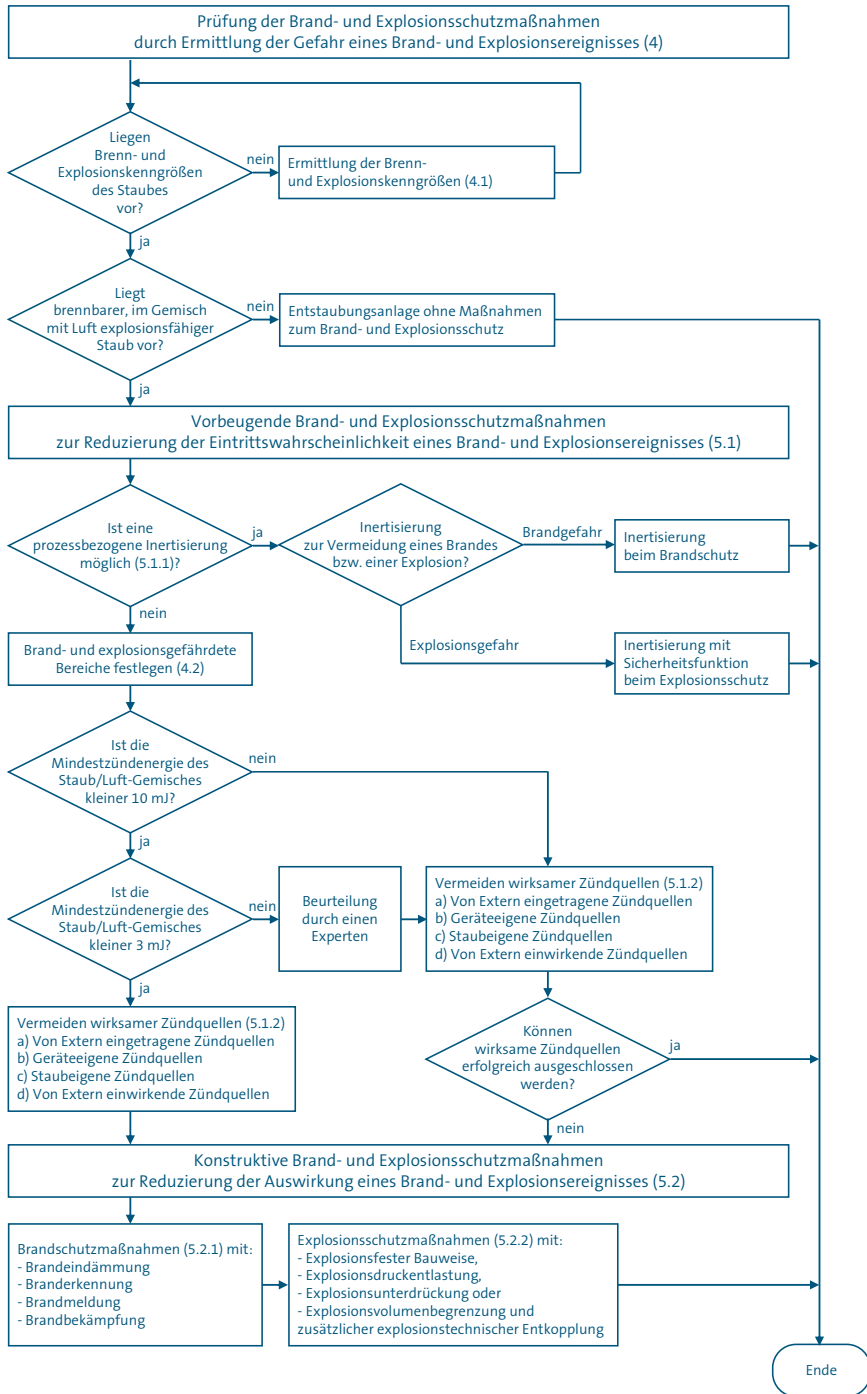 Prüfung der Brand- und Explosionsschutzmaßnahmen
durch Ermittlung der Gefahr eines Brand- und Explosionsereignisses (4)
Liegen
Brenn- und
Explosionskenngrößen
des Staubes
vor?
nein
Ermittlung der Brenn-
und Explosionskenngrößen (4.1)
ja
Liegt
brennbarer, im Gemisch
mit Luft explosionsfähiger
Staub vor?
nein
Entstaubungsanlage ohne Maßnahmen
zum Brand- und Explosionsschutz
ja
Vorbeugende Brand- und Explosionsschutzmaßnahmen
zur Reduzierung der Eintrittswahrscheinlichkeit eines Brand- und Explosionsereignisses (5.1)
Ist eine
prozessbezogene Inertisierung
möglich (5.1.1)?
ja
Inertisierung
zur Vermeidung eines Brandes
bzw. einer Explosion?
Brandgefahr
Inertisierung
beim Brandschutz
nein
Explosionsgefahr
Inertisierung mit
Sicherheitsfunktion
beim Explosionsschutz
Brand- und explosionsgefährdete
Bereiche festlegen (4.2)
Ist die
Mindestzündenergie des
Staub/Luft-Gemisches
kleiner 10 mJ?
nein
ja
Ist die
Mindestzündenergie des
Staub/Luft-Gemisches
kleiner 3 mJ?
nein
Beurteilung
durch einen
Experten
Vermeiden wirksamer Zündquellen (5.1.2)
a) Von Extern eingetragene Zündquellen
b) Geräteeigene Zündquellen
c) Staubeigene Zündquellen
d) Von Extern einwirkende Zündquellen
ja
Vermeiden wirksamer Zündquellen (5.1.2)
a) Von Extern eingetragene Zündquellen
b) Geräteeigene Zündquellen
c) Staubeigene Zündquellen
d) Von Extern einwirkende Zündquellen
Können
wirksame Zündquellen
erfolgreich ausgeschlossen
werden?
ja
nein
Konstruktive Brand- und Explosionsschutzmaßnahmen
zur Reduzierung der Auswirkung eines Brand- und Explosionsereignisses (5.2)
Brandschutzmaßnahmen (5.2.1) mit:
- Brandeindämmung
- Branderkennung
- Brandmeldung
- Brandbekämpfung
Explosionsschutzmaßnahmen (5.2.2) mit:
- Explosionsfester Bauweise,
- Explosionsdruckentlastung,
- Explosionsunterdrückung oder
- Explosionsvolumenbegrenzung und
zusätzlicher explosionstechnischer Entkopplung
Ende